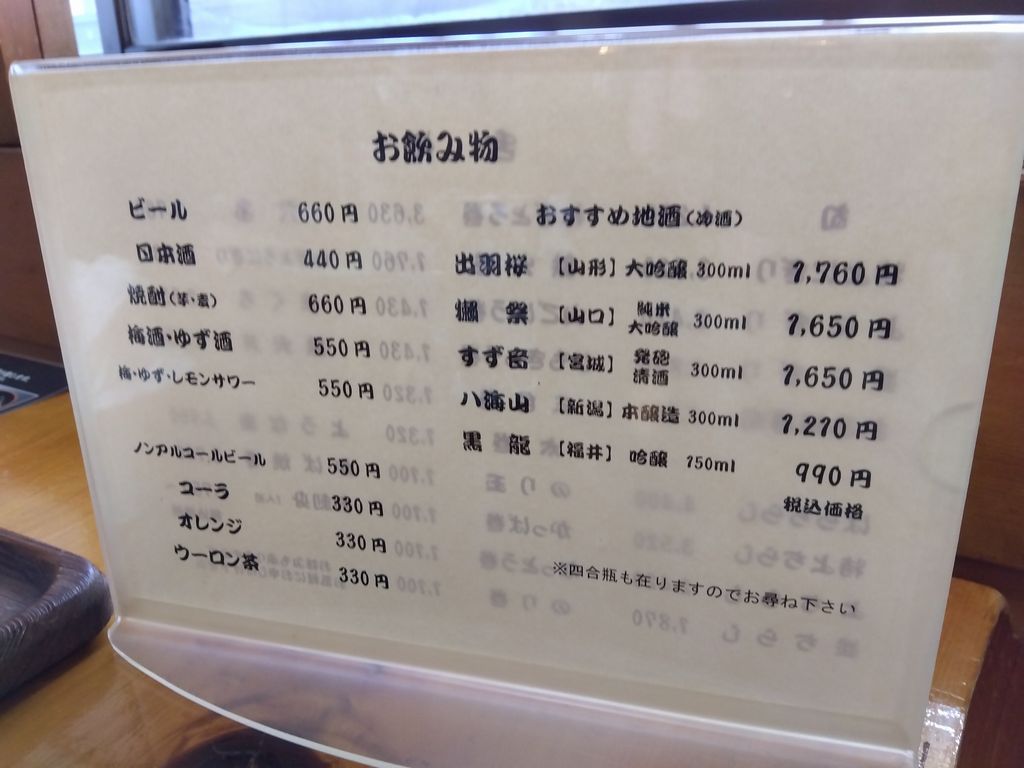 お飲み物
ビール 660円
日本酒 440円
焼酎(芋・麦) 660円
梅酒・ゆず酒 550円
梅・ゆず・レモンサワー 550円
ノンアルコールビール 550円
コーラ 330円
オレンジ 330円
ウーロン茶 330円
おすすめ地酒(冷酒)
出羽桜 [山形] 大吟醸 300ml 1,760円
獺祭 [山口] 純米大吟醸 300ml 1,650円
すず音 [宮城] 発砲清酒 300ml 1,650円
八海山 [新潟] 本醸造 300ml 1,210円
黒龍 [福井] 吟醸 150ml 990円
税込価格
※四合瓶も在りますのでお尋ね下さい